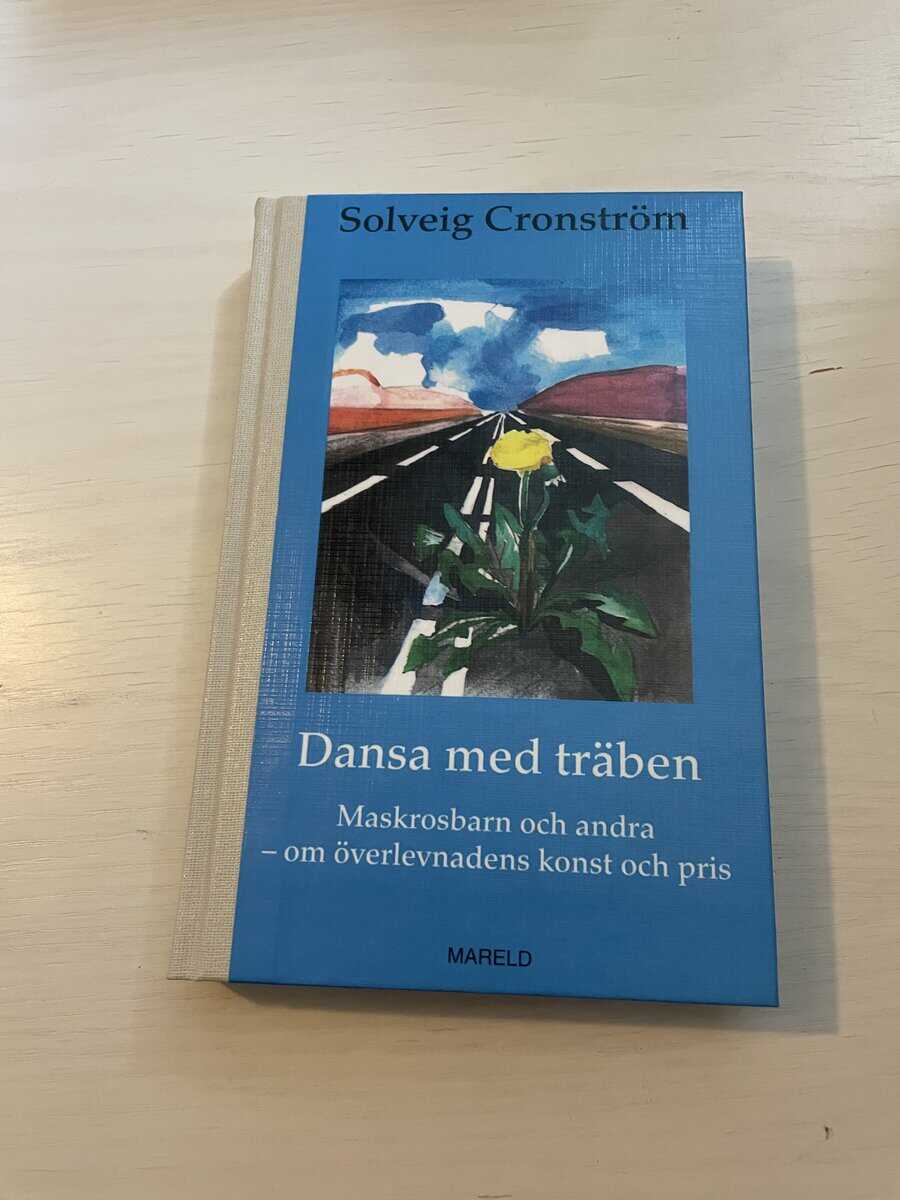 Solveig Cronström
Dansa med träben
Maskrosbarn och andra
– om överlevnadens konst och pris
MARELD